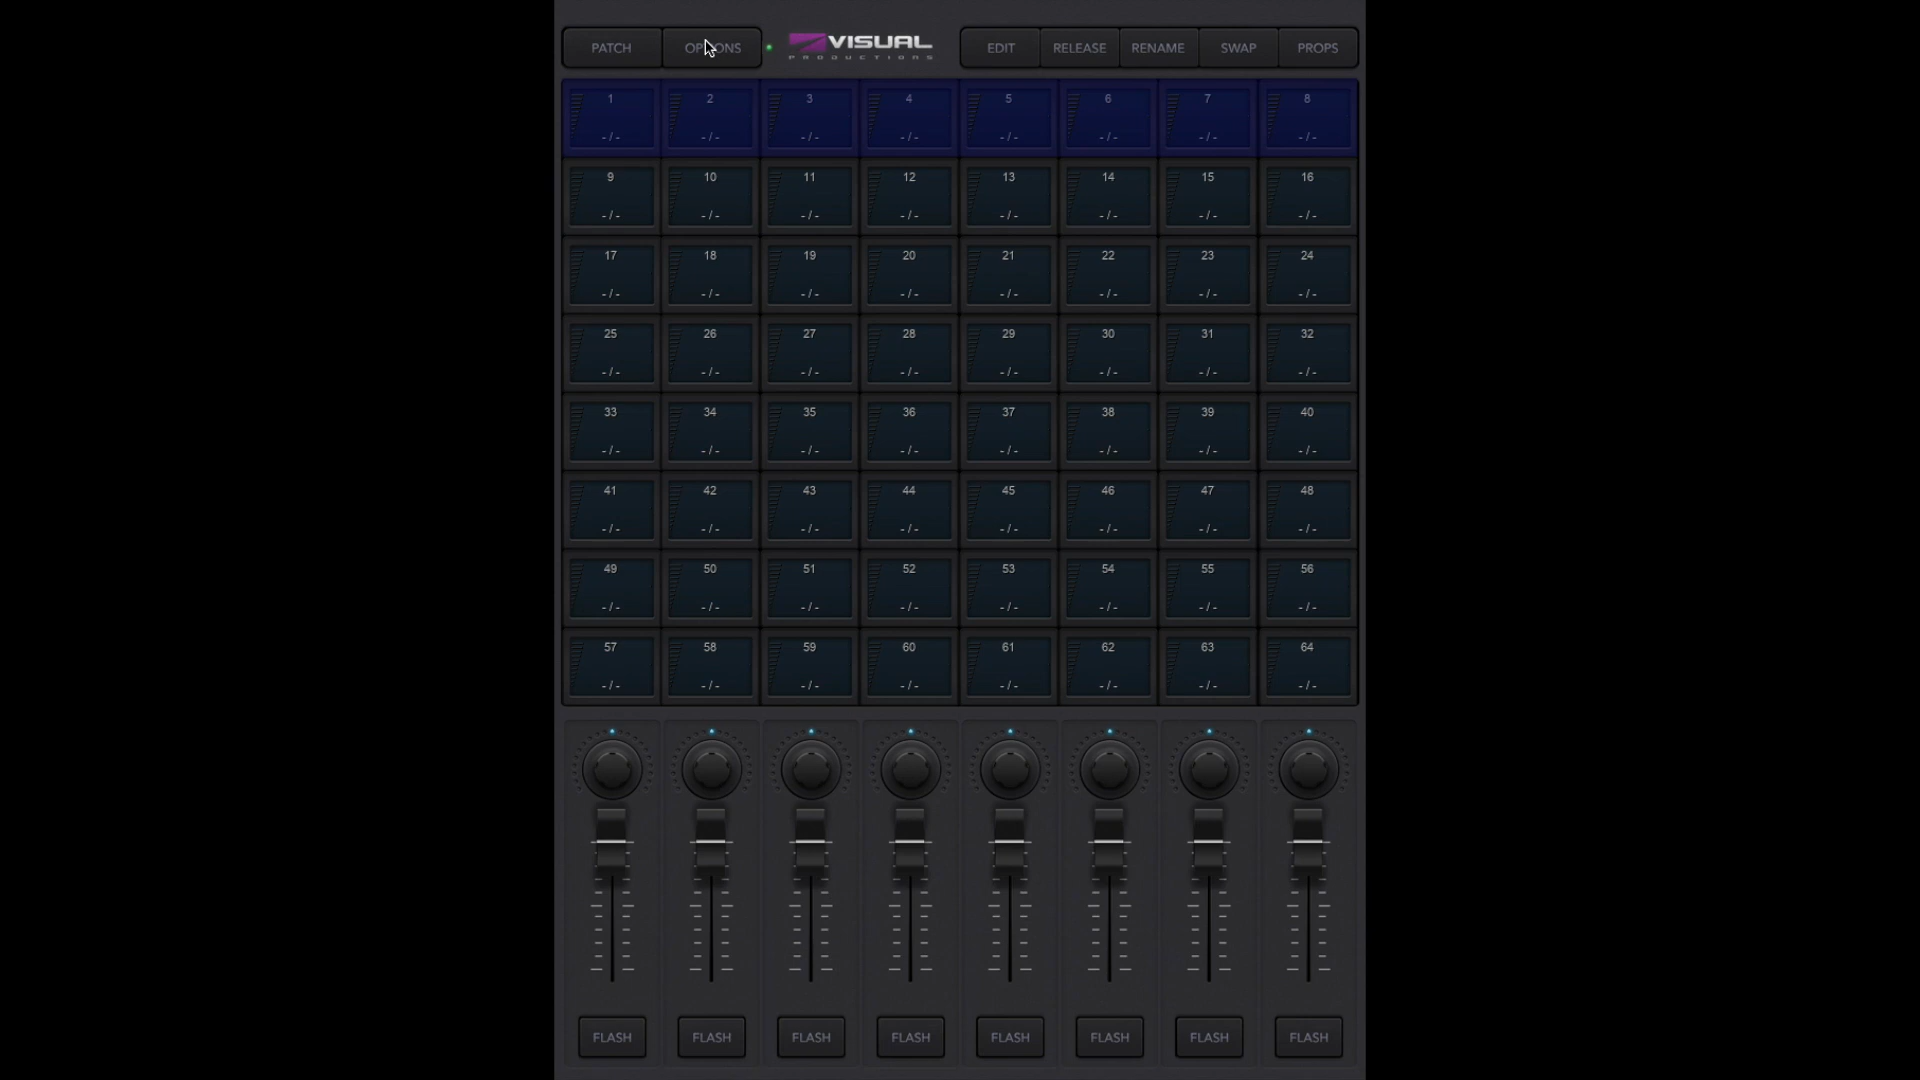 PATCH OPTIONS VISUAL EDIT RELEASE RENAME SWAP PROPS
PRODUCTIONS
1 2 3 4 5 6 7 8
-/- -/- -/- -/- -/- -/- -/- -/-
9 10 11 12 13 14 15 16
-/- -/- -/- -/- -/- -/- -/- -/-
17 18 19 20 21 22 23 24
-/- -/- -/- -/- -/- -/- -/- -/-
25 26 27 28 29 30 31 32
-/- -/- -/- -/- -/- -/- -/- -/-
33 34 35 36 37 38 39 40
-/- -/- -/- -/- -/- -/- -/- -/-
41 42 43 44 45 46 47 48
-/- -/- -/- -/- -/- -/- -/- -/-
49 50 51 52 53 54 55 56
-/- -/- -/- -/- -/- -/- -/- -/-
57 58 59 60 61 62 63 64
-/- -/- -/- -/- -/- -/- -/- -/-
FLASH FLASH FLASH FLASH FLASH FLASH FLASH FLASH